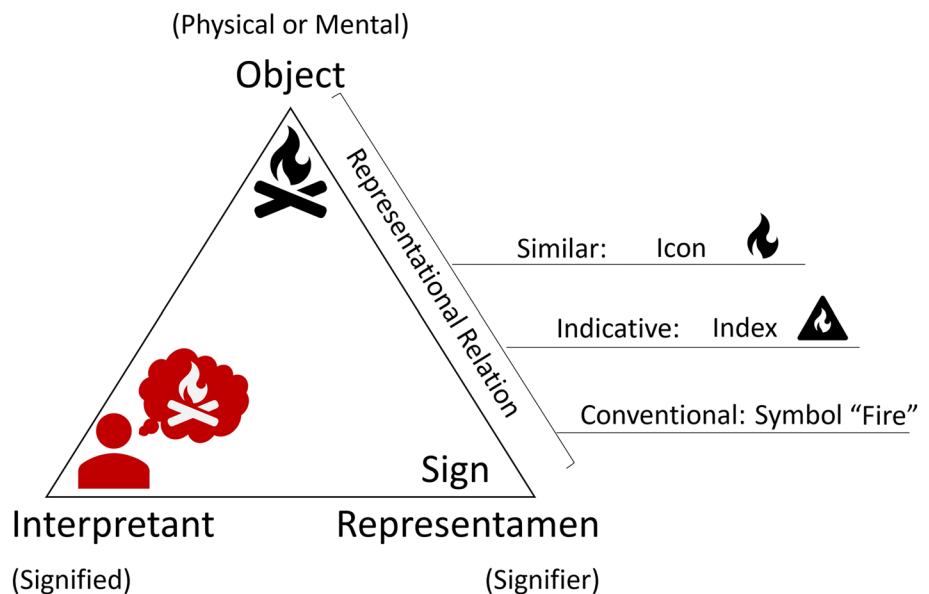 (Physical or Mental)
Object
Representational Relation
Similar: Icon
Indicative: Index
Conventional: Symbol “Fire”
Sign
Interpretant
Representamen
(Signified)
(Signifier)